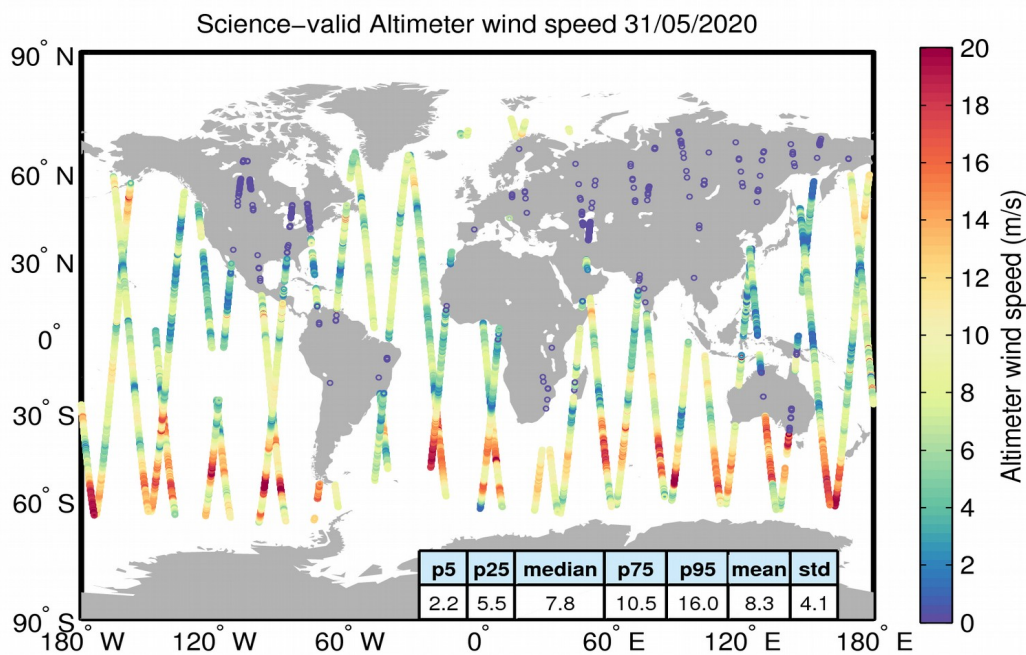 Science−valid Altimeter wind speed 31/05/2020
90° N
60° N
30° N
0°
30° S
60° S
90° S
180° W 120° W 60° W 0° 60° E 120° E 180° E
p5 p25 median p75 p95 mean std
2.2 5.5 7.8 10.5 16.0 8.3 4.1
20
18
16
14
12
10
8
6
4
2
0
Altimeter wind speed (m/s)